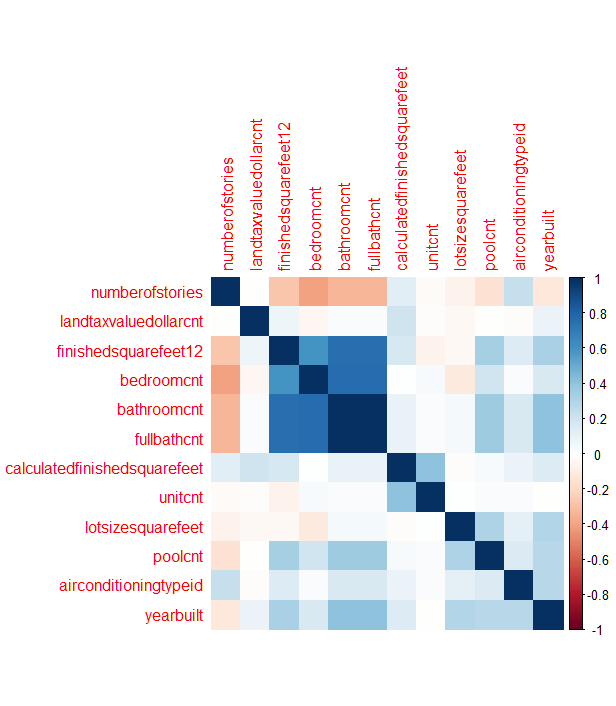 numberofstories
landtaxvaluedollarcnt
finishedsquarefeet12
bedroomcnt
bathroomcnt
fullbathcnt
calculatedfinishedsquarefeet
unitcnt
lotsizesquarefeet
poolcnt
airconditioningtypeid
yearbuilt
numberofstories
landtaxvaluedollarcnt
finishedsquarefeet12
bedroomcnt
bathroomcnt
fullbathcnt
calculatedfinishedsquarefeet
unitcnt
lotsizesquarefeet
poolcnt
airconditioningtypeid
yearbuilt
1
0.8
0.6
0.4
0.2
0
-0.2
-0.4
-0.6
-0.8
-1